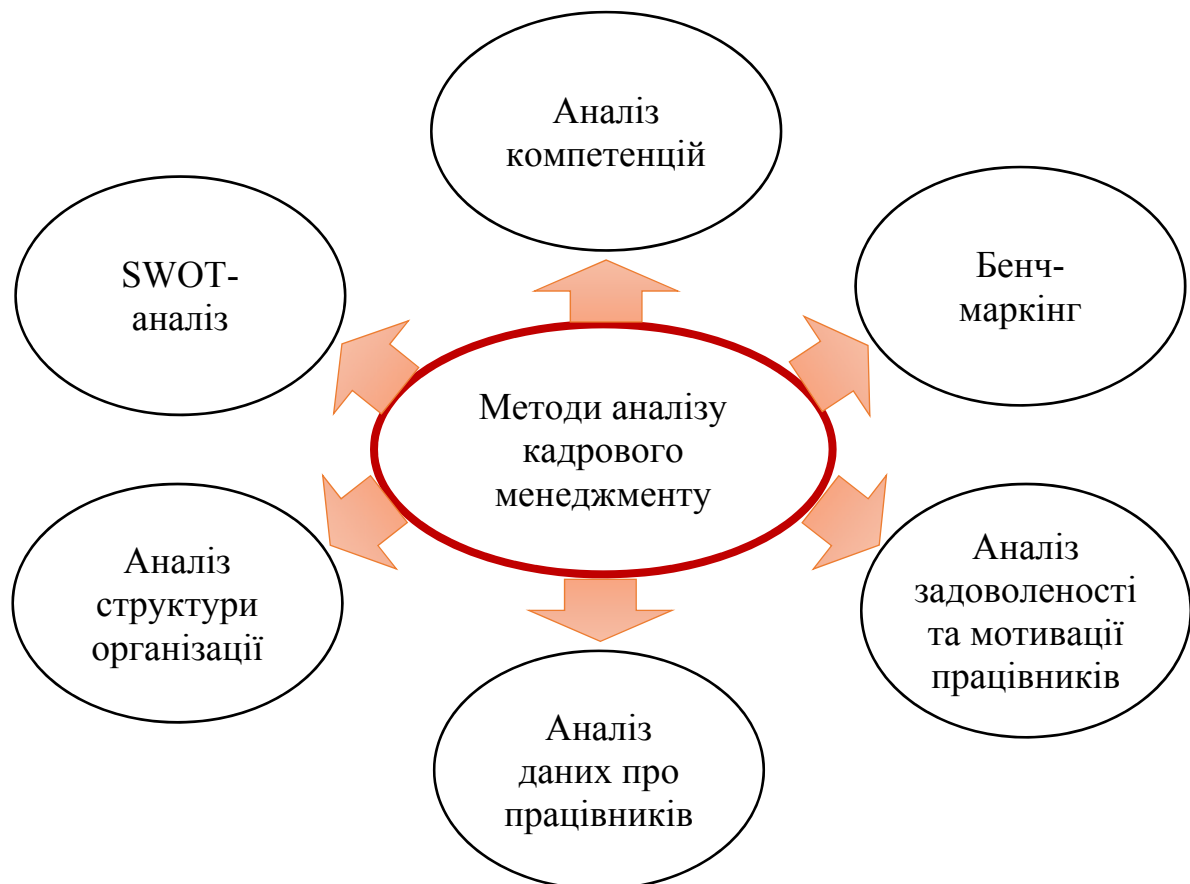 Аналіз
компетенцій
SWOT-
аналіз
Бенч-
маркінг
Методи аналізу
кадрового
менеджменту
Аналіз
структури
організації
Аналіз
задоволеності
та мотивації
працівників
Аналіз
даних про
працівників